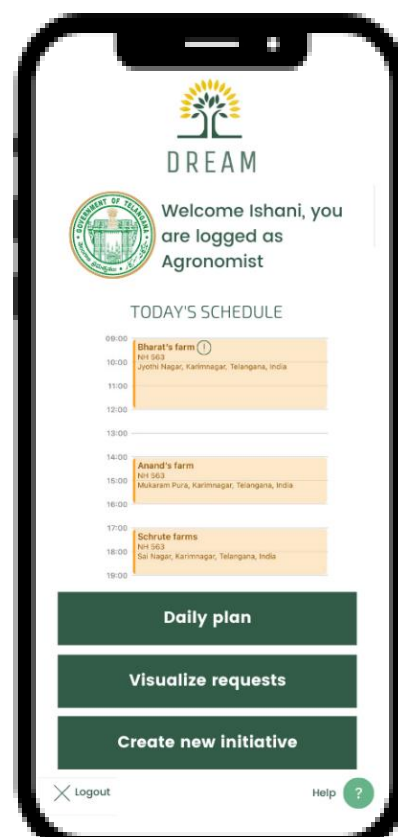 DREAM
GOVERNMENT OF TELANGANA
Welcome Ishani, you
are logged as
Agronomist
TODAY'S SCHEDULE
09:00
Bharat's farm !
NH 563
10:00
Jyothi Nagar, Karimnagar, Telangana, India
11:00
12:00
13:00
14:00
Anand's farm
NH 563
15:00
Mukaram Pura, Karimnagar, Telangana, India
16:00
17:00
Schrute farms
NH 563
18:00
Sai Nagar, Karimnagar, Telangana, India
19:00
Daily plan
Visualize requests
Create new initiative
Logout
Help ?